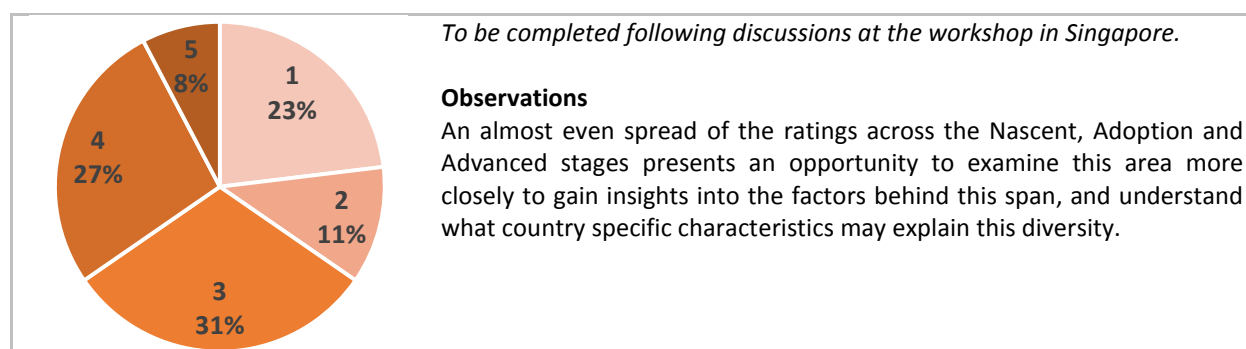 5
8%
1
23%
4
27%
2
11%
3
31%
To be completed following discussions at the workshop in Singapore.
Observations
An almost even spread of the ratings across the Nascent, Adoption and
Advanced stages presents an opportunity to examine this area more
closely to gain insights into the factors behind this span, and understand
what country specific characteristics may explain this diversity.